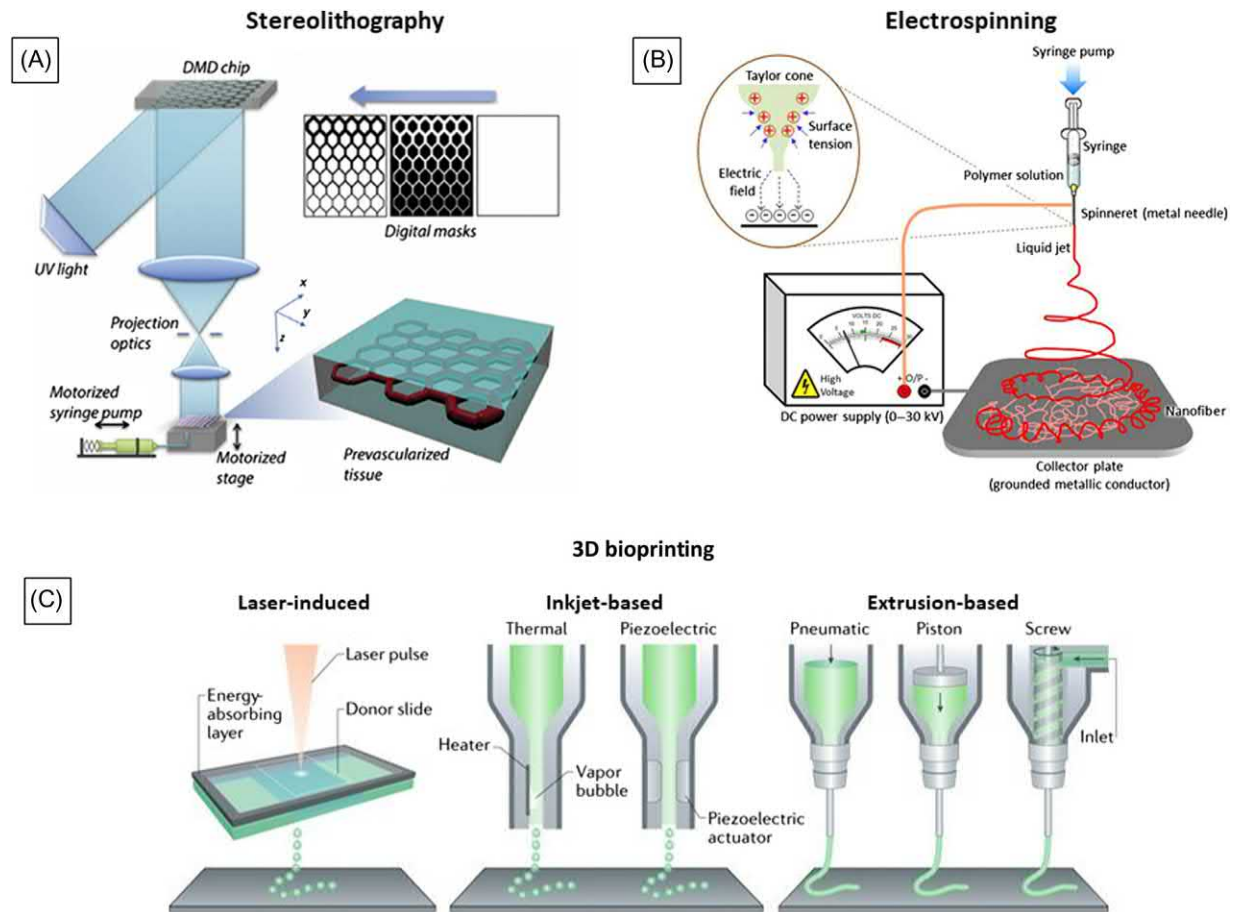 Stereolithography
(A)
DMD chip
UV light
Digital masks
Projection
optics
x
y
z
Motorized
syringe pump
Motorized
stage
Prevascularized
tissue
Electrospinning
(B)
Taylor cone
Surface
tension
Electric
field
Syringe pump
Syringe
Polymer solution
Spinneret (metal needle)
Liquid jet
VOLTS DC
High
Voltage
+ O/P -
DC power supply (0–30 kV)
Nanofiber
Collector plate
(grounded metallic conductor)
3D bioprinting
(C)
Laser-induced
Laser pulse
Energy-
absorbing
layer
Donor slide
Inkjet-based
Thermal
Piezoelectric
Heater
Vapor
bubble
Piezoelectric
actuator
Extrusion-based
Pneumatic
Piston
Screw
Inlet